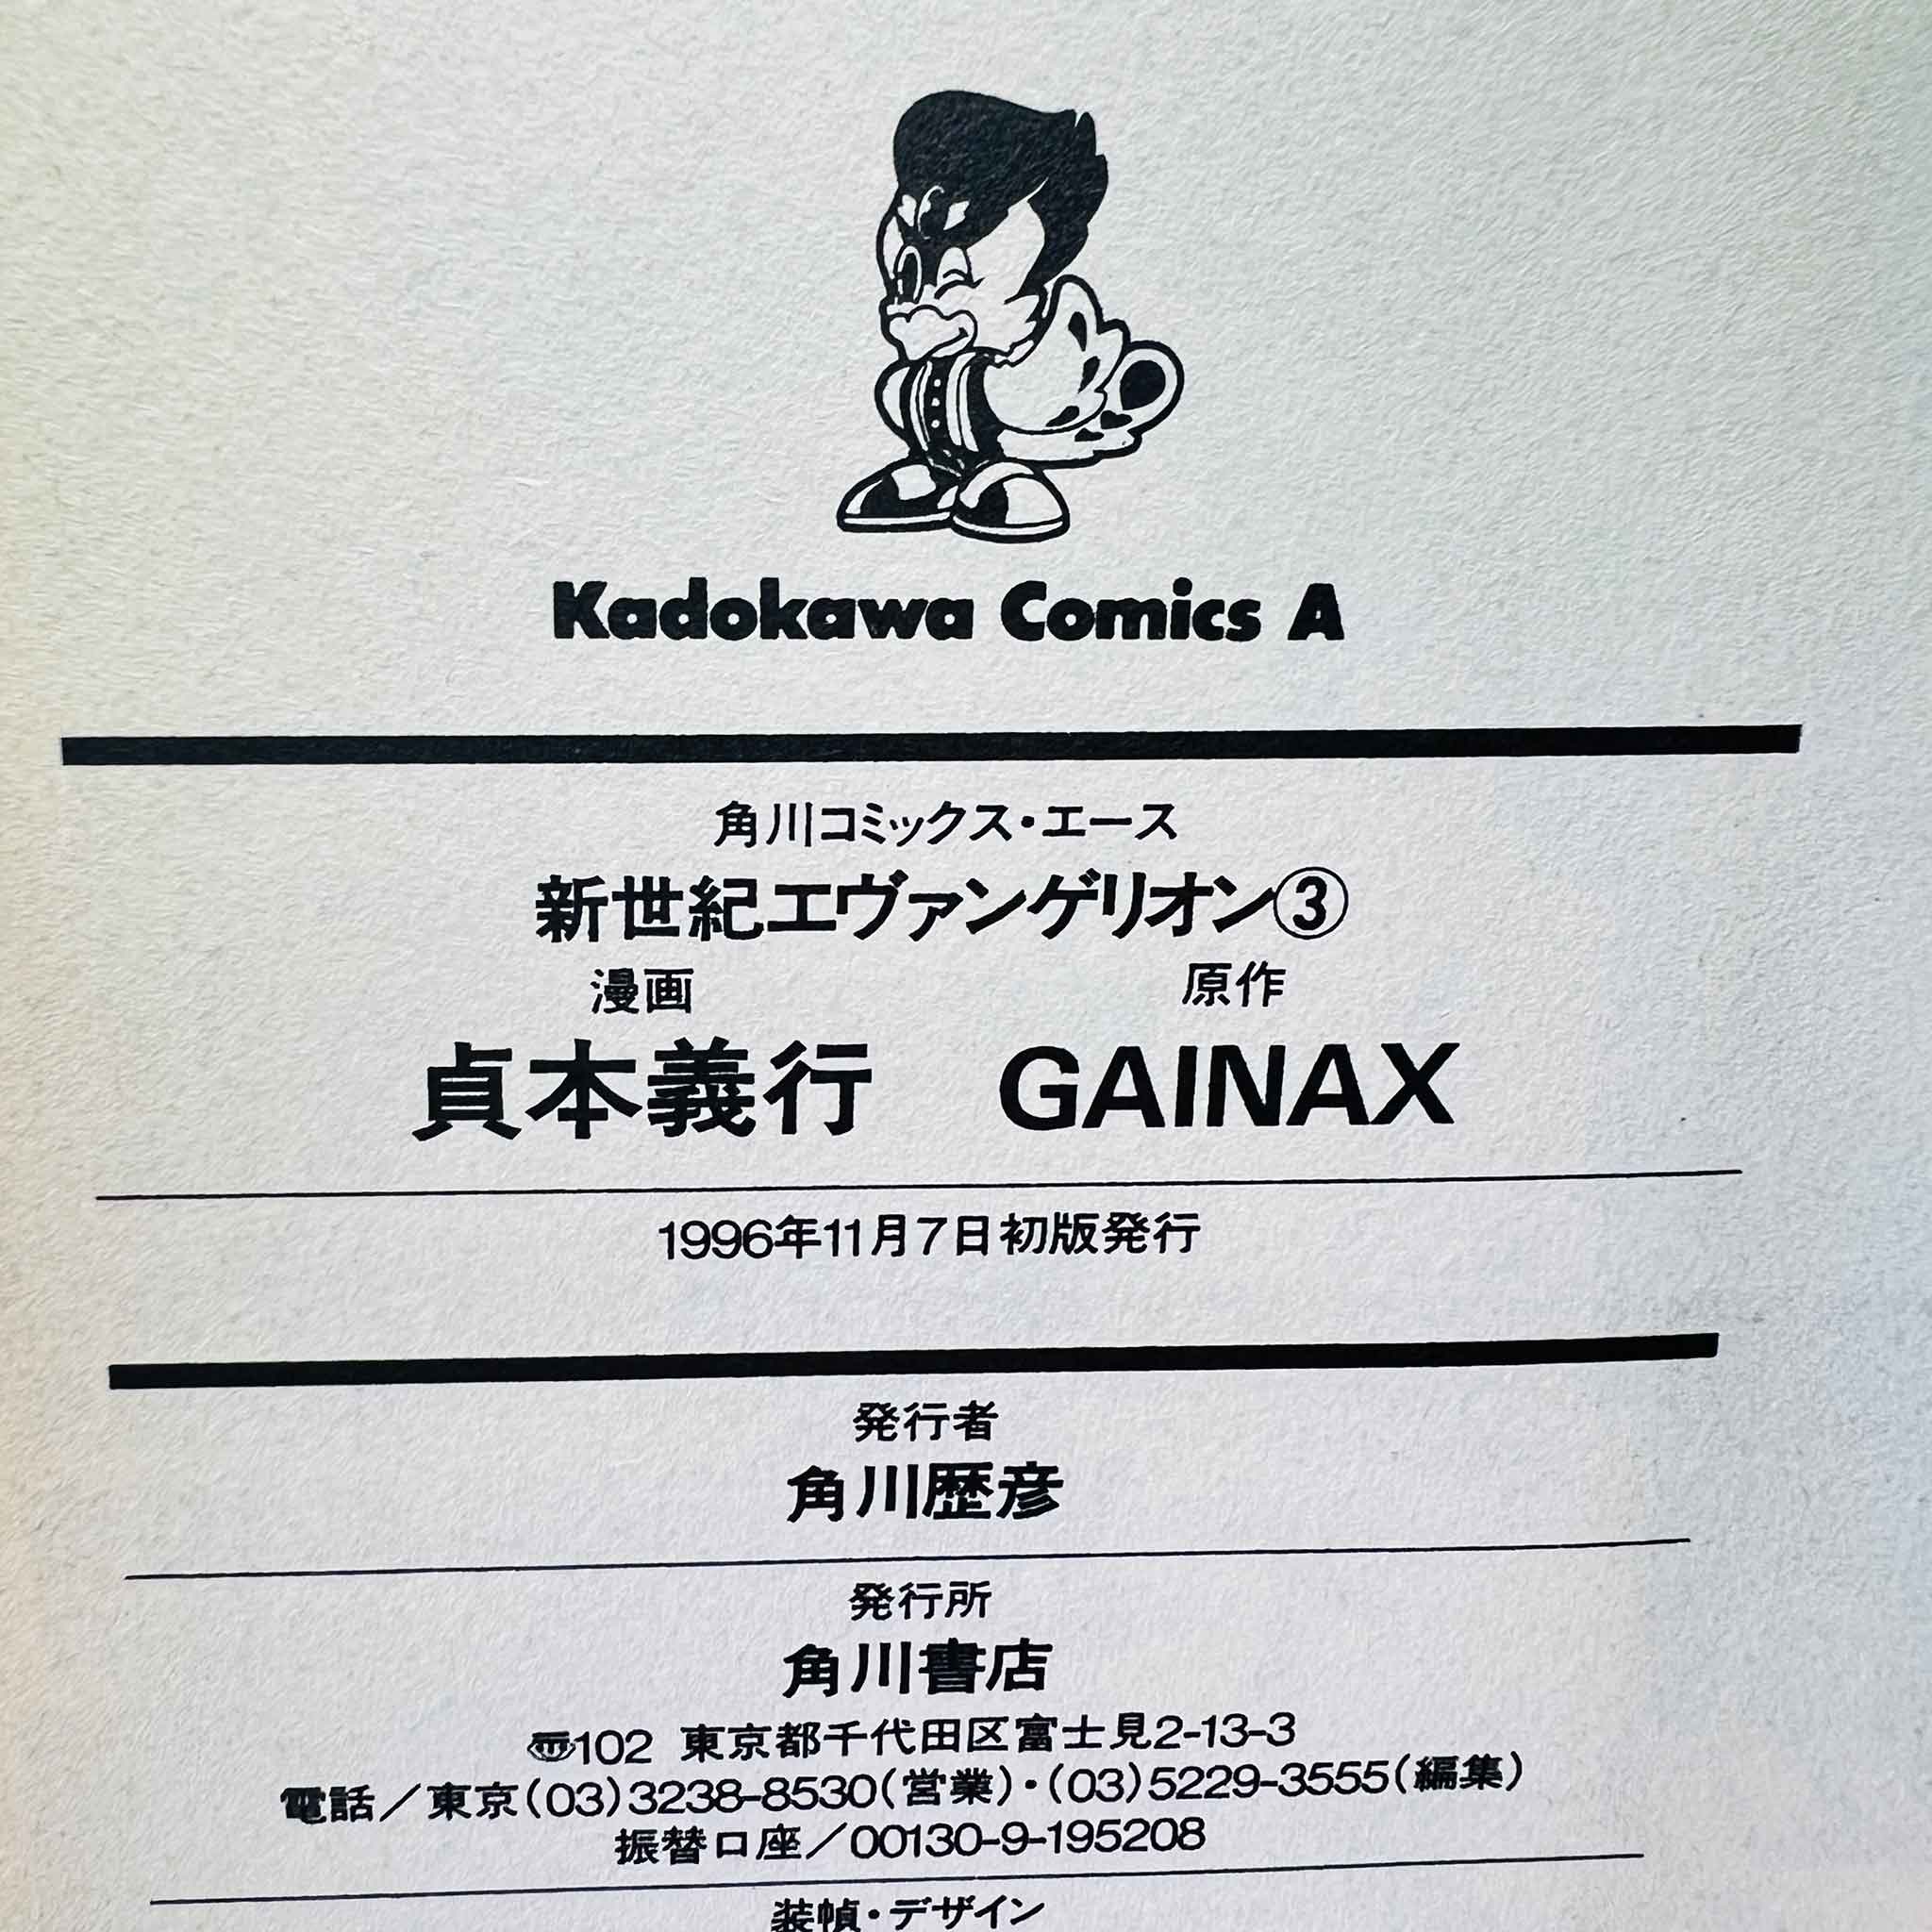 Kadokawa Comics A
角川コミックス・エース
新世紀エヴァンゲリオン③
漫画 原作
貞本義行 GAINAX
1996年11月7日初版発行
発行者
角川歴彦
発行所
角川書店
〠102 東京都千代田区富士見2-13-3
電話／東京(03)3238-8530(営業)・(03)5229-3555(編集)
振替口座／00130-9-195208
装幀・デザイン